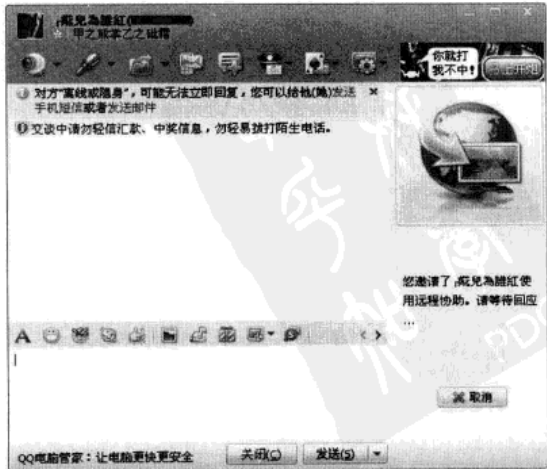 甲之熊掌乙之砒霜
你就打
我不中!
对方"离线或隐身",可能无法立即回复,您可以给他(她)发送
手机短信或者发送邮件
交谈中请勿轻信汇款、中奖信息,勿轻易拨打陌生电话。
您邀请了
使
用远程协助。请等待回应
...
取消
QQ电脑管家:让电脑更快更安全
关闭(C)
发送(S)